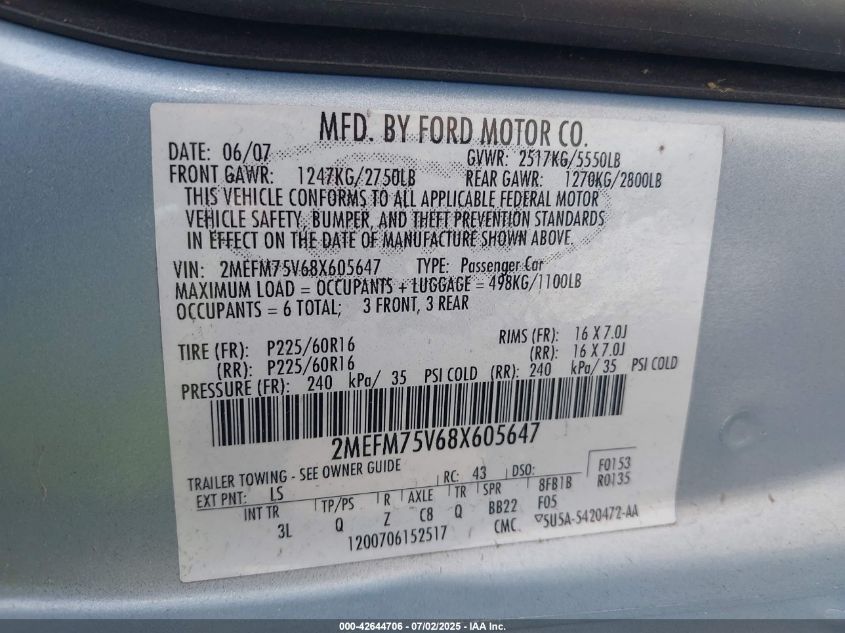 MFD. BY FORD MOTOR CO.
DATE: 06/07 GVWR: 2517KG/5550LB
FRONT GAWR: 1247KG/2750LB REAR GAWR: 1270KG/2800LB
THIS VEHICLE CONFORMS TO ALL APPLICABLE FEDERAL MOTOR
VEHICLE SAFETY, BUMPER, AND THEFT PREVENTION STANDARDS
IN EFFECT ON THE DATE OF MANUFACTURE SHOWN ABOVE.
VIN: 2MEFM75V68X605647 TYPE: Passenger Car
MAXIMUM LOAD = OCCUPANTS + LUGGAGE = 498KG/1100LB
OCCUPANTS = 6 TOTAL; 3 FRONT, 3 REAR
TIRE (FR): P225/60R16 RIMS (FR): 16 X 7.0J
(RR): P225/60R16 (RR): 16 X 7.0J
PRESSURE (FR): 240 kPa/ 35 PSI COLD (RR): 240 kPa/ 35 PSI COLD
2MEFM75V68X605647
TRAILER TOWING - SEE OWNER GUIDE
EXT PNT: LS RC: 43 DSO: F0153
INT TR TP/PS R AXLE TR SPR 8FB1B R0135
3L Q Z C8 Q BB22 F05
1200706152517 CMC. ▽5U5A-5420472-AA
000-42644706 - 07/02/2025 - IAA Inc.